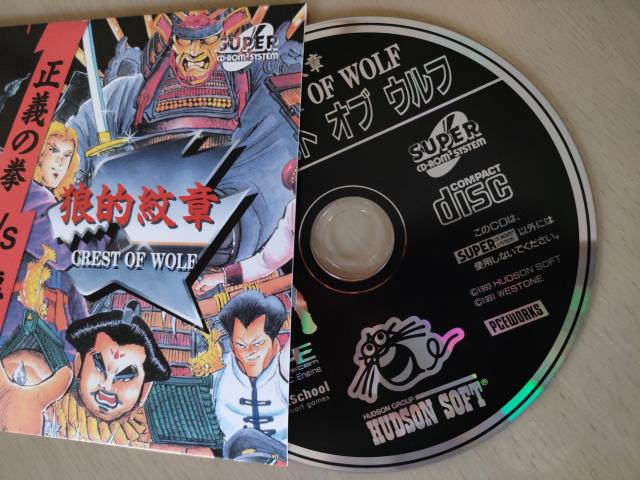 正義の拳
VS
SUPER
CD-ROM² SYSTEM
狼的紋章
CREST OF WOLF
章
OF WOLF
ト オブ ウルフ
SUPER
CD-ROM² SYSTEM
COMPACT
disc
このCDは、
SUPER 以外には
使用しないでください。
©1993 HUDSON SOFT
©1991 WESTONE
PCEWORKS
HUDSON GROUP
HUDSON SOFT®
Engine
School